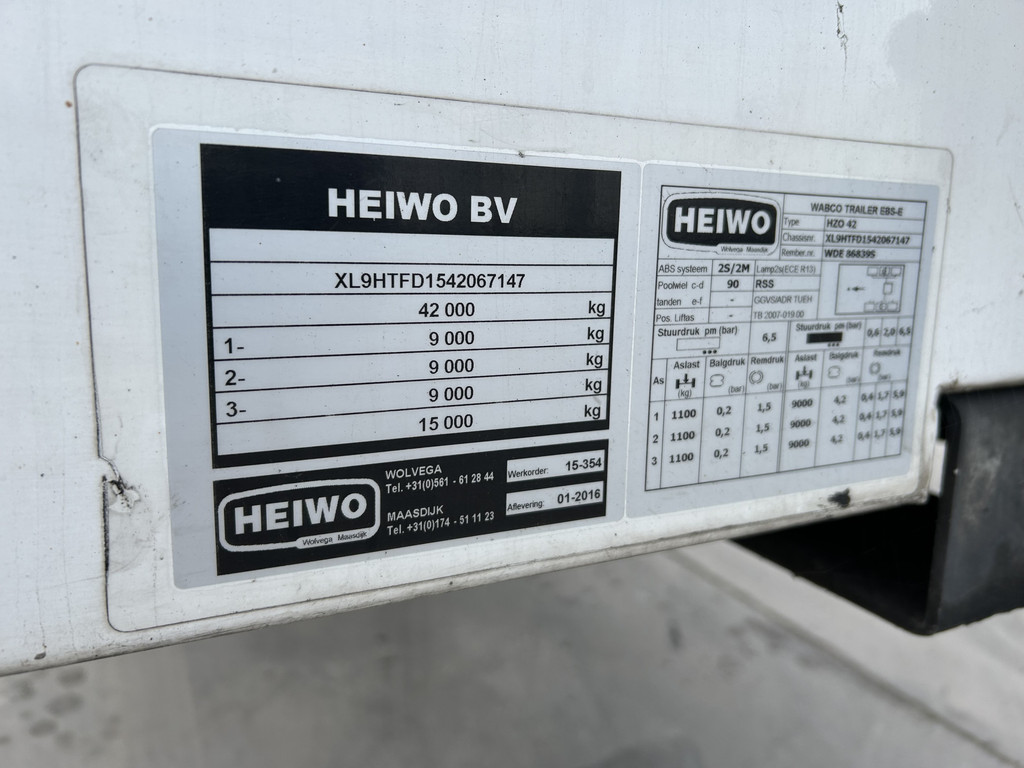 HEIWO BV
XL9HTFD1542067147
42 000 kg
1- 9 000 kg
2- 9 000 kg
3- 9 000 kg
15 000 kg
HEIWO
Wolvega Maasdijk
WOLVEGA
Tel. +31(0)561 - 61 28 44
MAASDIJK
Tel. +31(0)174 - 51 11 23
Werkorder: 15-354
Aflevering: 01-2016
HEIWO
Wolvega Maasdijk
WABCO TRAILER EBS-E
Type HZO 42
Chassisnr. XL9HTFD1542067147
Rember.nr. WDE 86839S
ABS systeem 2S/2M Lamp2s(ECE R13)
Poolwiel c-d 90 RSS
tanden e-f - GGVS/ADR TUEH
Pos. Liftas - TB 2007-019.00
Stuurdruk pm (bar) 6,5 Stuurdruk pm (bar) 0,6 2,0 6,5
As Aslast (kg) Balgdruk (bar) Remdruk (bar) Aslast (kg) Balgdruk (bar) Remdruk (bar)
1 1100 0,2 1,5 9000 4,2 0,4 1,7 5,9
2 1100 0,2 1,5 9000 4,2 0,4 1,7 5,9
3 1100 0,2 1,5 9000 4,2 0,4 1,7 5,9